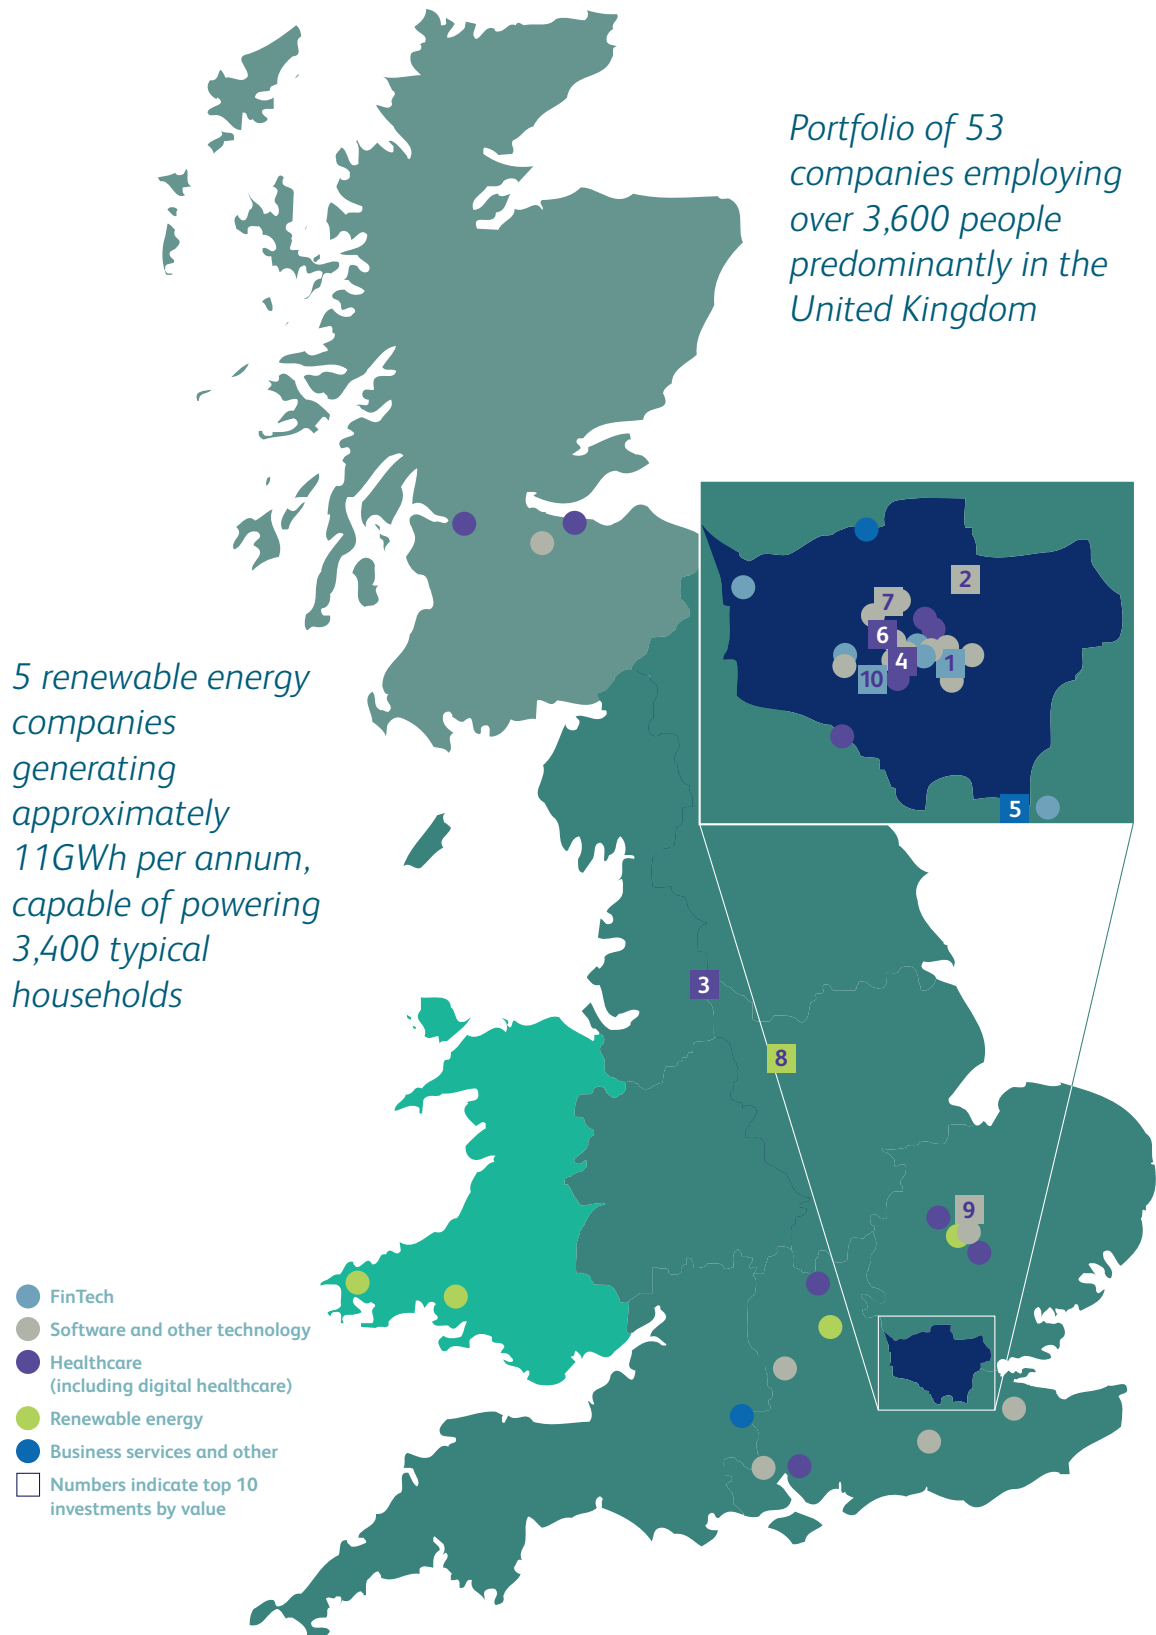 Portfolio of 53
companies employing
over 3,600 people
predominantly in the
United Kingdom
2
7
6
4
1
10
5
5 renewable energy
companies
generating
approximately
11GWh per annum,
capable of powering
3,400 typical
households
3
8
9
FinTech
Software and other technology
Healthcare
(including digital healthcare)
Renewable energy
Business services and other
Numbers indicate top 10
investments by value